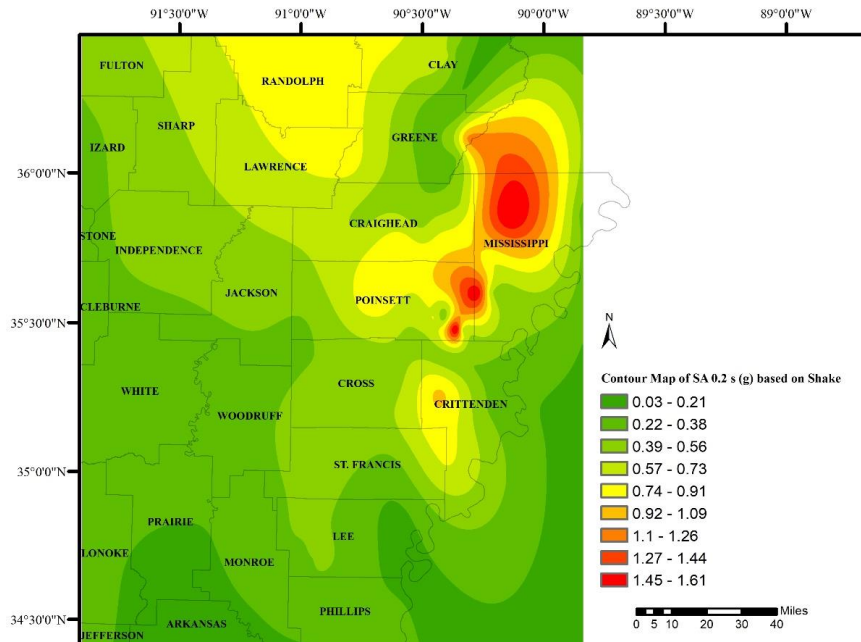 91°30'0"W 91°0'0"W 90°30'0"W 90°0'0"W 89°30'0"W 89°0'0"W
FULTON
CLAY
RANDOLPH
SHARP
GREENE
IZARD
36°0'0"N
LAWRENCE
CRAIGHEAD
STONE
MISSISSIPPI
INDEPENDENCE
JACKSON
POINSETT
CLEBURNE
35°30'0"N
N
CROSS
WHITE
CRITTENDEN
WOODRUFF
ST. FRANCIS
35°0'0"N
PRAIRIE
LEE
LONOKE
MONROE
34°30'0"N
PHILLIPS
ARKANSAS
JEFFERSON
Contour Map of SA 0.2 s (g) based on Shake
0.03 - 0.21
0.22 - 0.38
0.39 - 0.56
0.57 - 0.73
0.74 - 0.91
0.92 - 1.09
1.1 - 1.26
1.27 - 1.44
1.45 - 1.61
Miles
0 5 10 20 30 40